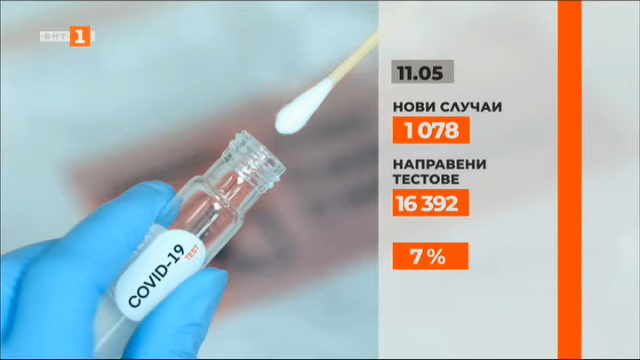 БНТ 1
11.05
НОВИ СЛУЧАИ
1 078
НАПРАВЕНИ
ТЕСТОВЕ
16 392
7 %
COVID-19
TEST